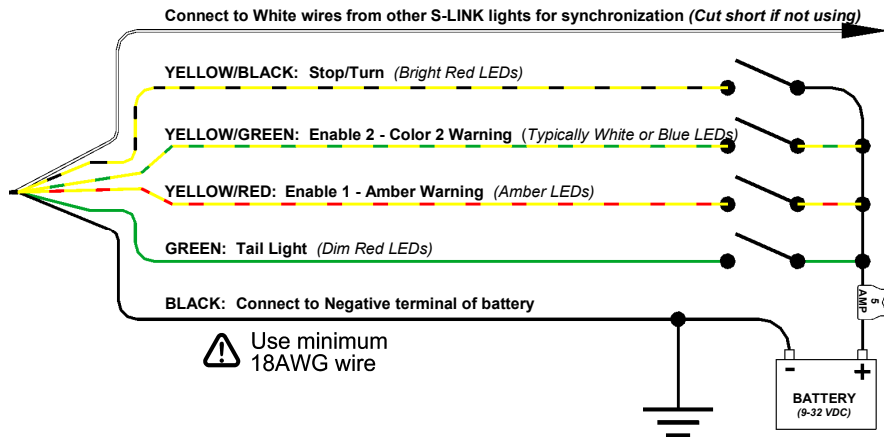 Connect to White wires from other S-LINK lights for synchronization (Cut short if not using)
YELLOW/BLACK: Stop/Turn (Bright Red LEDs)
YELLOW/GREEN: Enable 2 - Color 2 Warning (Typically White or Blue LEDs)
YELLOW/RED: Enable 1 - Amber Warning (Amber LEDs)
GREEN: Tail Light (Dim Red LEDs)
BLACK: Connect to Negative terminal of battery
5
AMP
! Use minimum
18AWG wire
- +
BATTERY
(9-32 VDC)